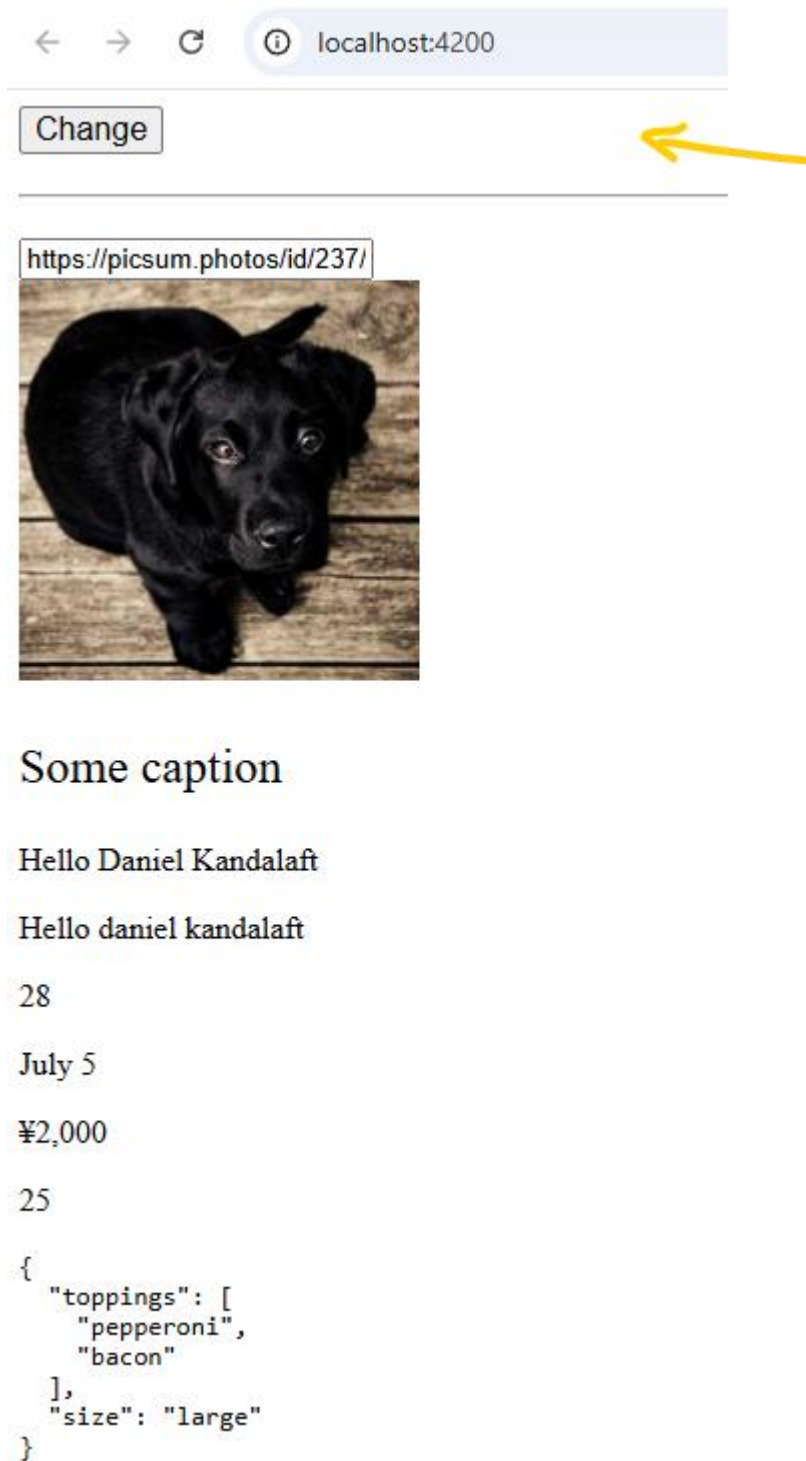 localhost:4200
Change
https://picsum.photos/id/237/
Some caption
Hello Daniel Kandalaft
Hello daniel kandalaft
28
July 5
¥2,000
25
{
  "toppings": [
    "pepperoni",
    "bacon"
  ],
  "size": "large"
}